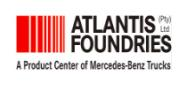 ATLANTIS (Pty) Ltd
FOUNDRIES
A Product Center of Mercedes-Benz Trucks